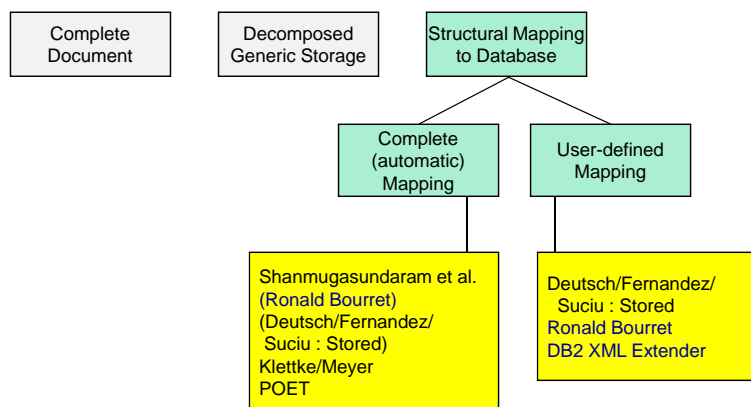 Complete
Document
Decomposed
Generic Storage
Structural Mapping
to Database
Complete
(automatic)
Mapping
User-defined
Mapping
Shanmugasundaram et al.
(Ronald Bourret)
(Deutsch/Fernandez/
Suciu : Stored)
Klettke/Meyer
POET
Deutsch/Fernandez/
Suciu : Stored
Ronald Bourret
DB2 XML Extender